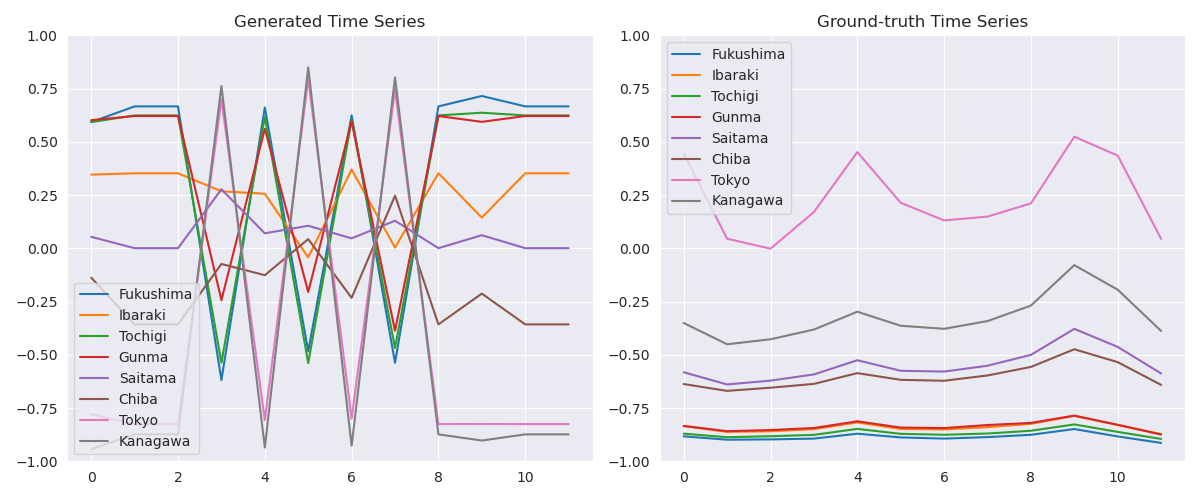 Generated Time Series
1.00
0.75
0.50
0.25
0.00
−0.25
−0.50
−0.75
−1.00
0 2 4 6 8 10
Fukushima
Ibaraki
Tochigi
Gunma
Saitama
Chiba
Tokyo
Kanagawa
Ground-truth Time Series
1.00
0.75
0.50
0.25
0.00
−0.25
−0.50
−0.75
−1.00
0 2 4 6 8 10
Fukushima
Ibaraki
Tochigi
Gunma
Saitama
Chiba
Tokyo
Kanagawa